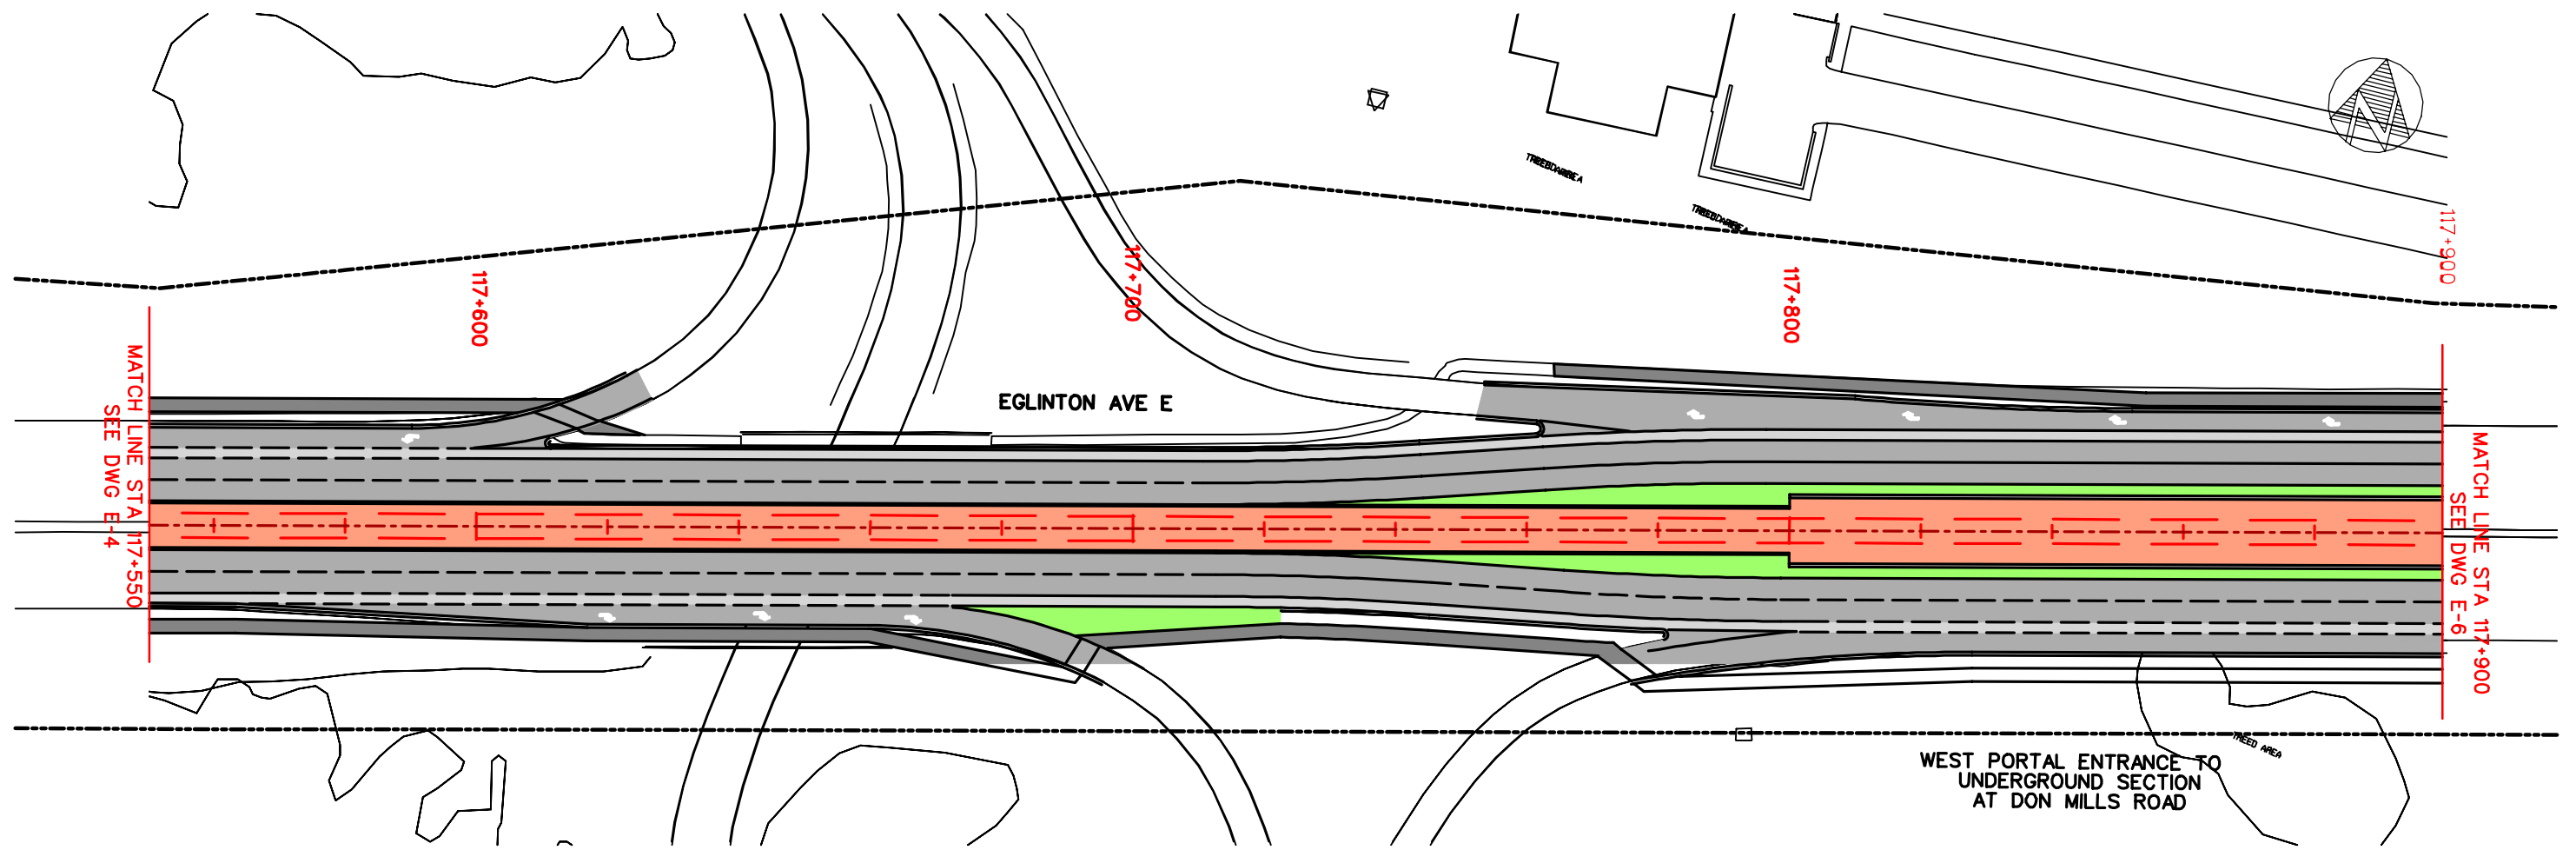 117+600
117+700
117+800
117+900
MATCH LINE STA 117+550
SEE DWG E-4
EGLINTON AVE E
MATCH LINE STA 117+900
SEE DWG E-6
WEST PORTAL ENTRANCE TO
UNDERGROUND SECTION
AT DON MILLS ROAD
TREED AREA
N